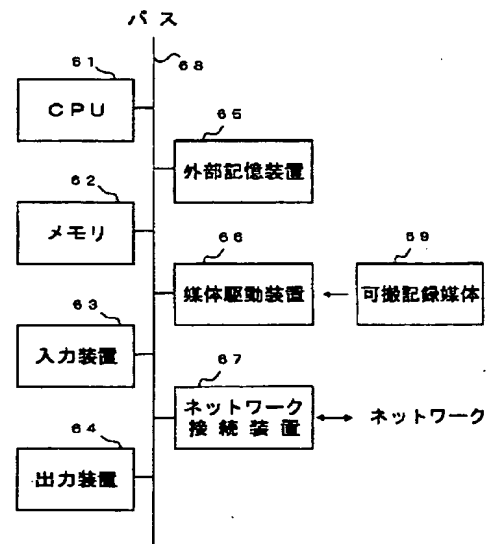 バス
68
61
CPU
65
外部記憶装置
62
メモリ
66
媒体駆動装置
69
可搬記録媒体
63
入力装置
67
ネットワーク
接続装置
ネットワーク
64
出力装置